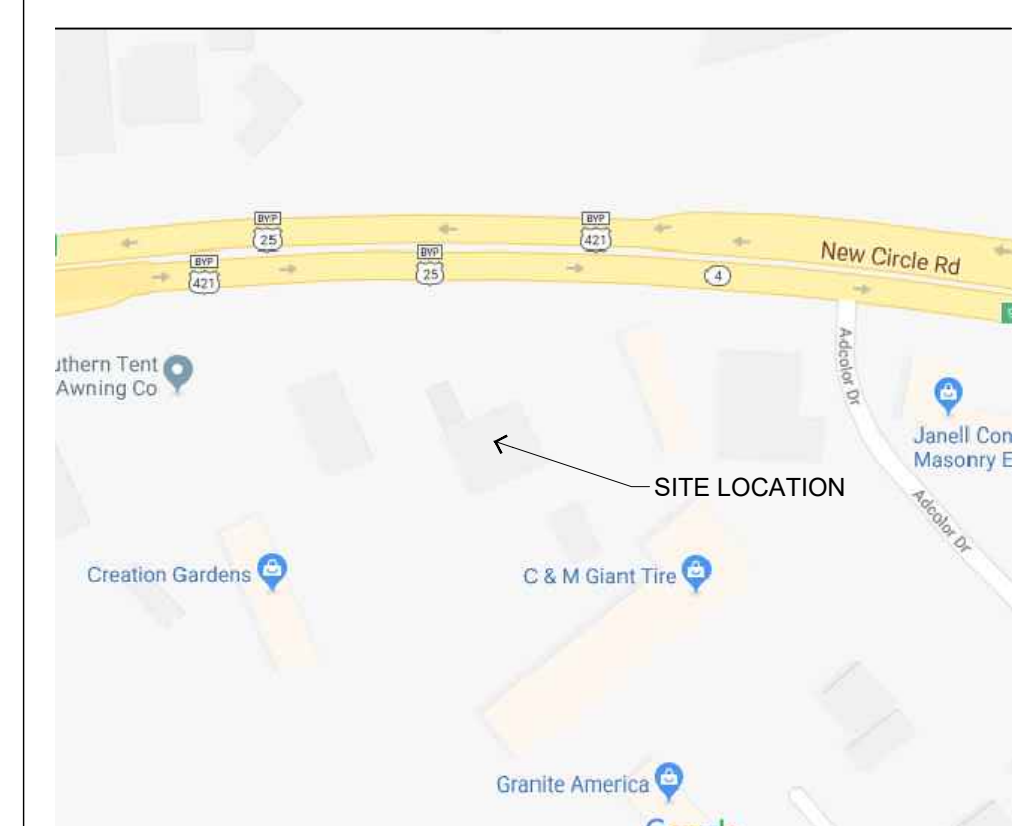 BYP
25
BYP
421
BYP
421
BYP
25
4
New Circle Rd
9
Adcolor Dr
uthern Tent
Awning Co
Janell Con
Masonry E
SITE LOCATION
Adcolor Dr
Creation Gardens
C & M Giant Tire
Granite America